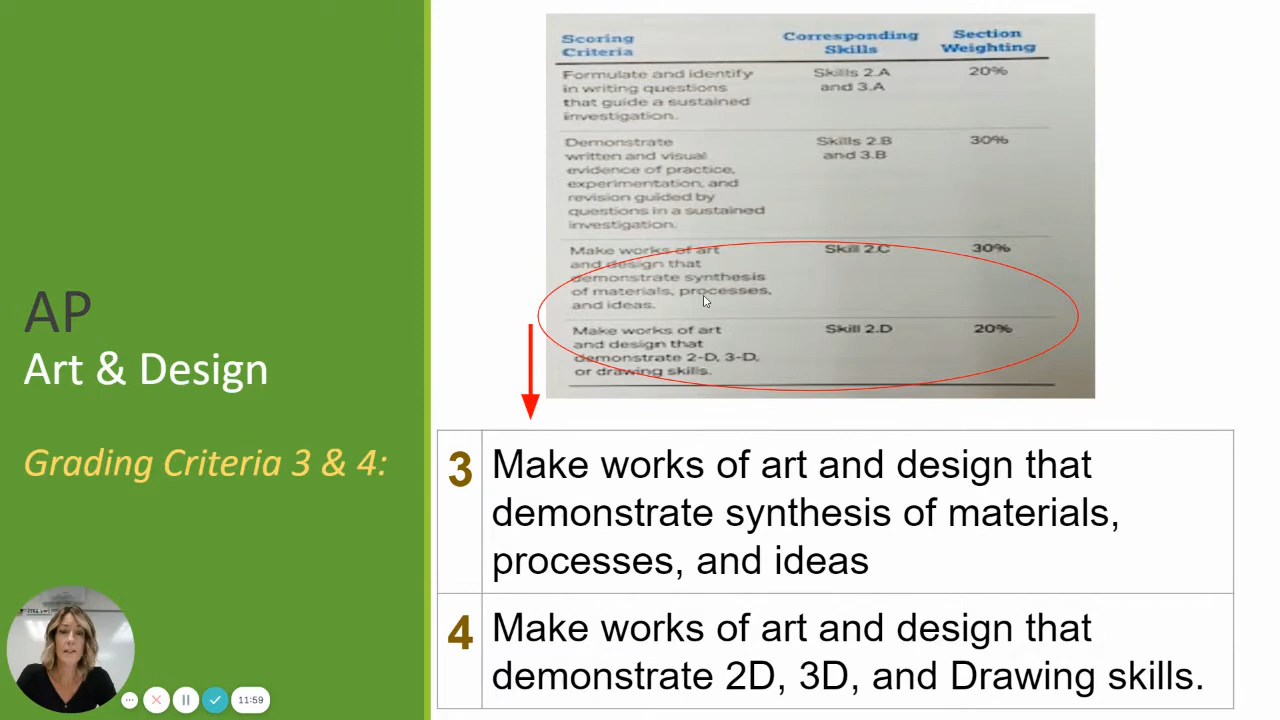 AP
Art & Design
Grading Criteria 3 & 4:
Scoring
Criteria
Corresponding
Skills
Section
Weighting
Formulate and identify
in writing questions
that guide a sustained
investigation.
Skills 2.A
and 3.A
20%
Demonstrate
written and visual
evidence of practice,
experimentation, and
revision guided by
questions in a sustained
investigation.
Skills 2.B
and 3.B
30%
Make works of art
and design that
demonstrate synthesis
of materials, processes,
and ideas.
Skill 2.C
30%
Make works of art
and design that
demonstrate 2-D, 3-D,
or drawing skills.
Skill 2.D
20%
3
Make works of art and design that
demonstrate synthesis of materials,
processes, and ideas
4
Make works of art and design that
demonstrate 2D, 3D, and Drawing skills.
11:59